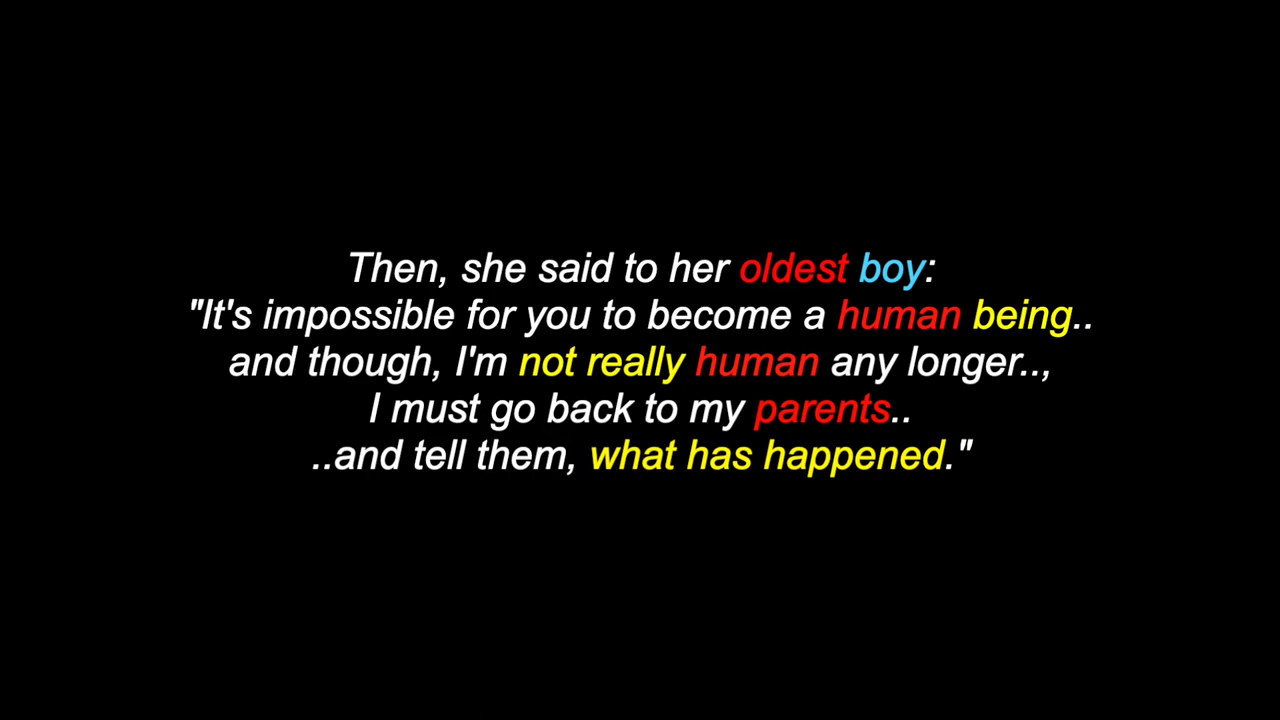 Then, she said to her oldest boy:
"It's impossible for you to become a human being..
and though, I'm not really human any longer..,
I must go back to my parents..
..and tell them, what has happened."